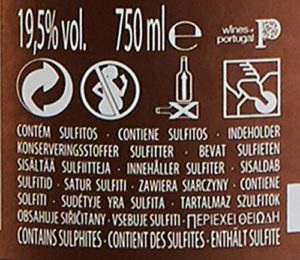 19,5% vol. 750 ml e wines of portugal
CONTÉM SULFITOS · CONTIENE SULFITOS · INDEHOLDER
KONSERVERINGSSTOFFER SULFITTER · BEVAT SULFIETEN
SISÄLTÄÄ SULFIITTEJA · INNEHÅLLER SULFITER · SISALDAB
SULFITID · SATUR SULFITI · ZAWIERA SIARCZYNY · CONTIENE
SOLFITI · SUDĖTYJE YRA SULFITA · TARTALMAZ SZULFITOK
OBSAHUJE SIŘIČITANY · VSEBUJE SULFITI · ΠΕΡΙΕΧΕΙ ΘΕΙΩΔΗ
CONTAINS SULPHITES · CONTIENT DES SULFITES · ENTHÄLT SULFITE